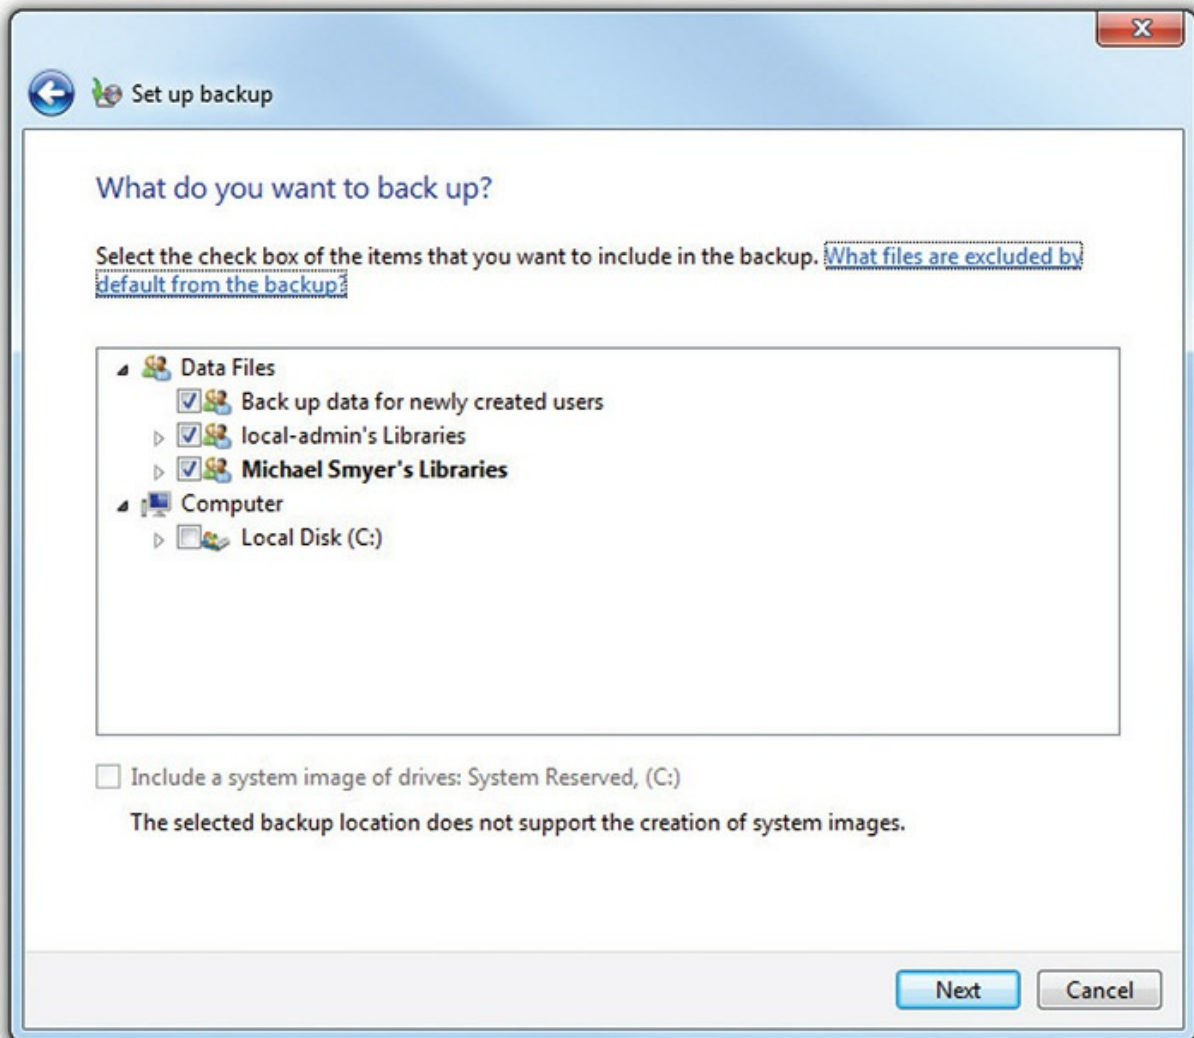 Set up backup
What do you want to back up?
Select the check box of the items that you want to include in the backup. What files are excluded by
default from the backup?
Data Files
Back up data for newly created users
local-admin's Libraries
Michael Smyer's Libraries
Computer
Local Disk (C:)
Include a system image of drives: System Reserved, (C:)
The selected backup location does not support the creation of system images.
Next Cancel